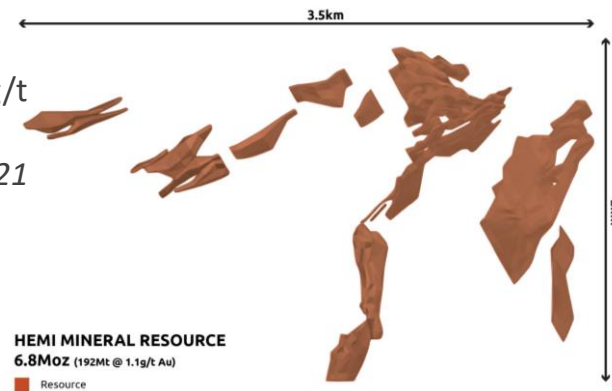 3.5km
/t
21
HEMI MINERAL RESOURCE
6.8Moz (192Mt @ 1.1g/t Au)
Resource